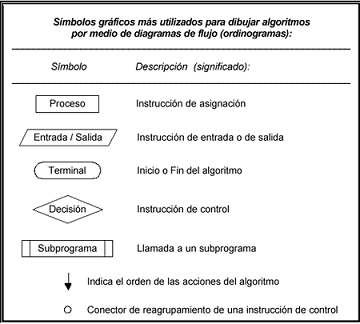 Símbolos gráficos más utilizados para dibujar algoritmos
por medio de diagramas de flujo (ordinogramas):
Símbolo Descripción (significado):
Proceso Instrucción de asignación
Entrada / Salida Instrucción de entrada o de salida
Terminal Inicio o Fin del algoritmo
Decisión Instrucción de control
Subprograma Llamada a un subprograma
Indica el orden de las acciones del algoritmo
Conector de reagrupamiento de una instrucción de control